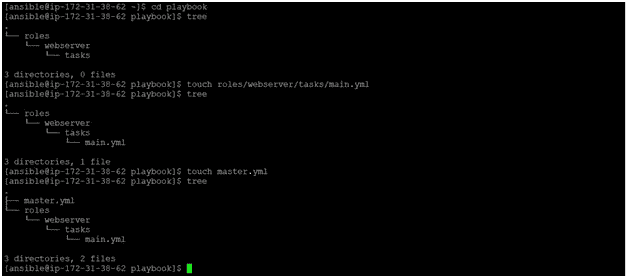 [ansible@ip-172-31-38-62 ~]$ cd playbook
[ansible@ip-172-31-38-62 playbook]$ tree
.
└── roles
    └── webserver
        └── tasks
3 directories, 0 files
[ansible@ip-172-31-38-62 playbook]$ touch roles/webserver/tasks/main.yml
[ansible@ip-172-31-38-62 playbook]$ tree
.
└── roles
    └── webserver
        └── tasks
            └── main.yml
3 directories, 1 file
[ansible@ip-172-31-38-62 playbook]$ touch master.yml
[ansible@ip-172-31-38-62 playbook]$ tree
.
├── master.yml
└── roles
    └── webserver
        └── tasks
            └── main.yml
3 directories, 2 files
[ansible@ip-172-31-38-62 playbook]$